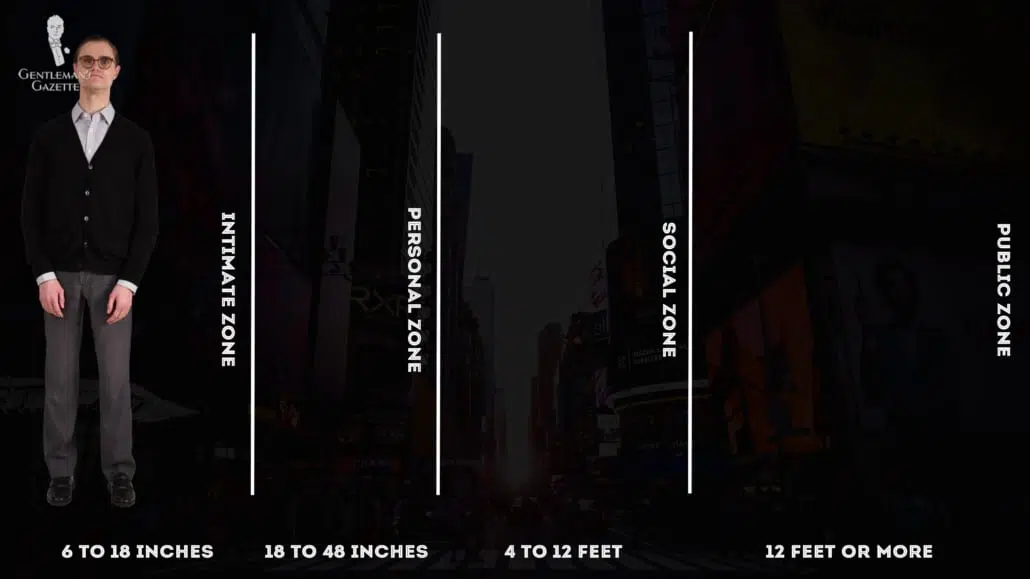 GENTLEMAN
GAZETTE
INTIMATE ZONE
PERSONAL ZONE
SOCIAL ZONE
PUBLIC ZONE
6 TO 18 INCHES
18 TO 48 INCHES
4 TO 12 FEET
12 FEET OR MORE